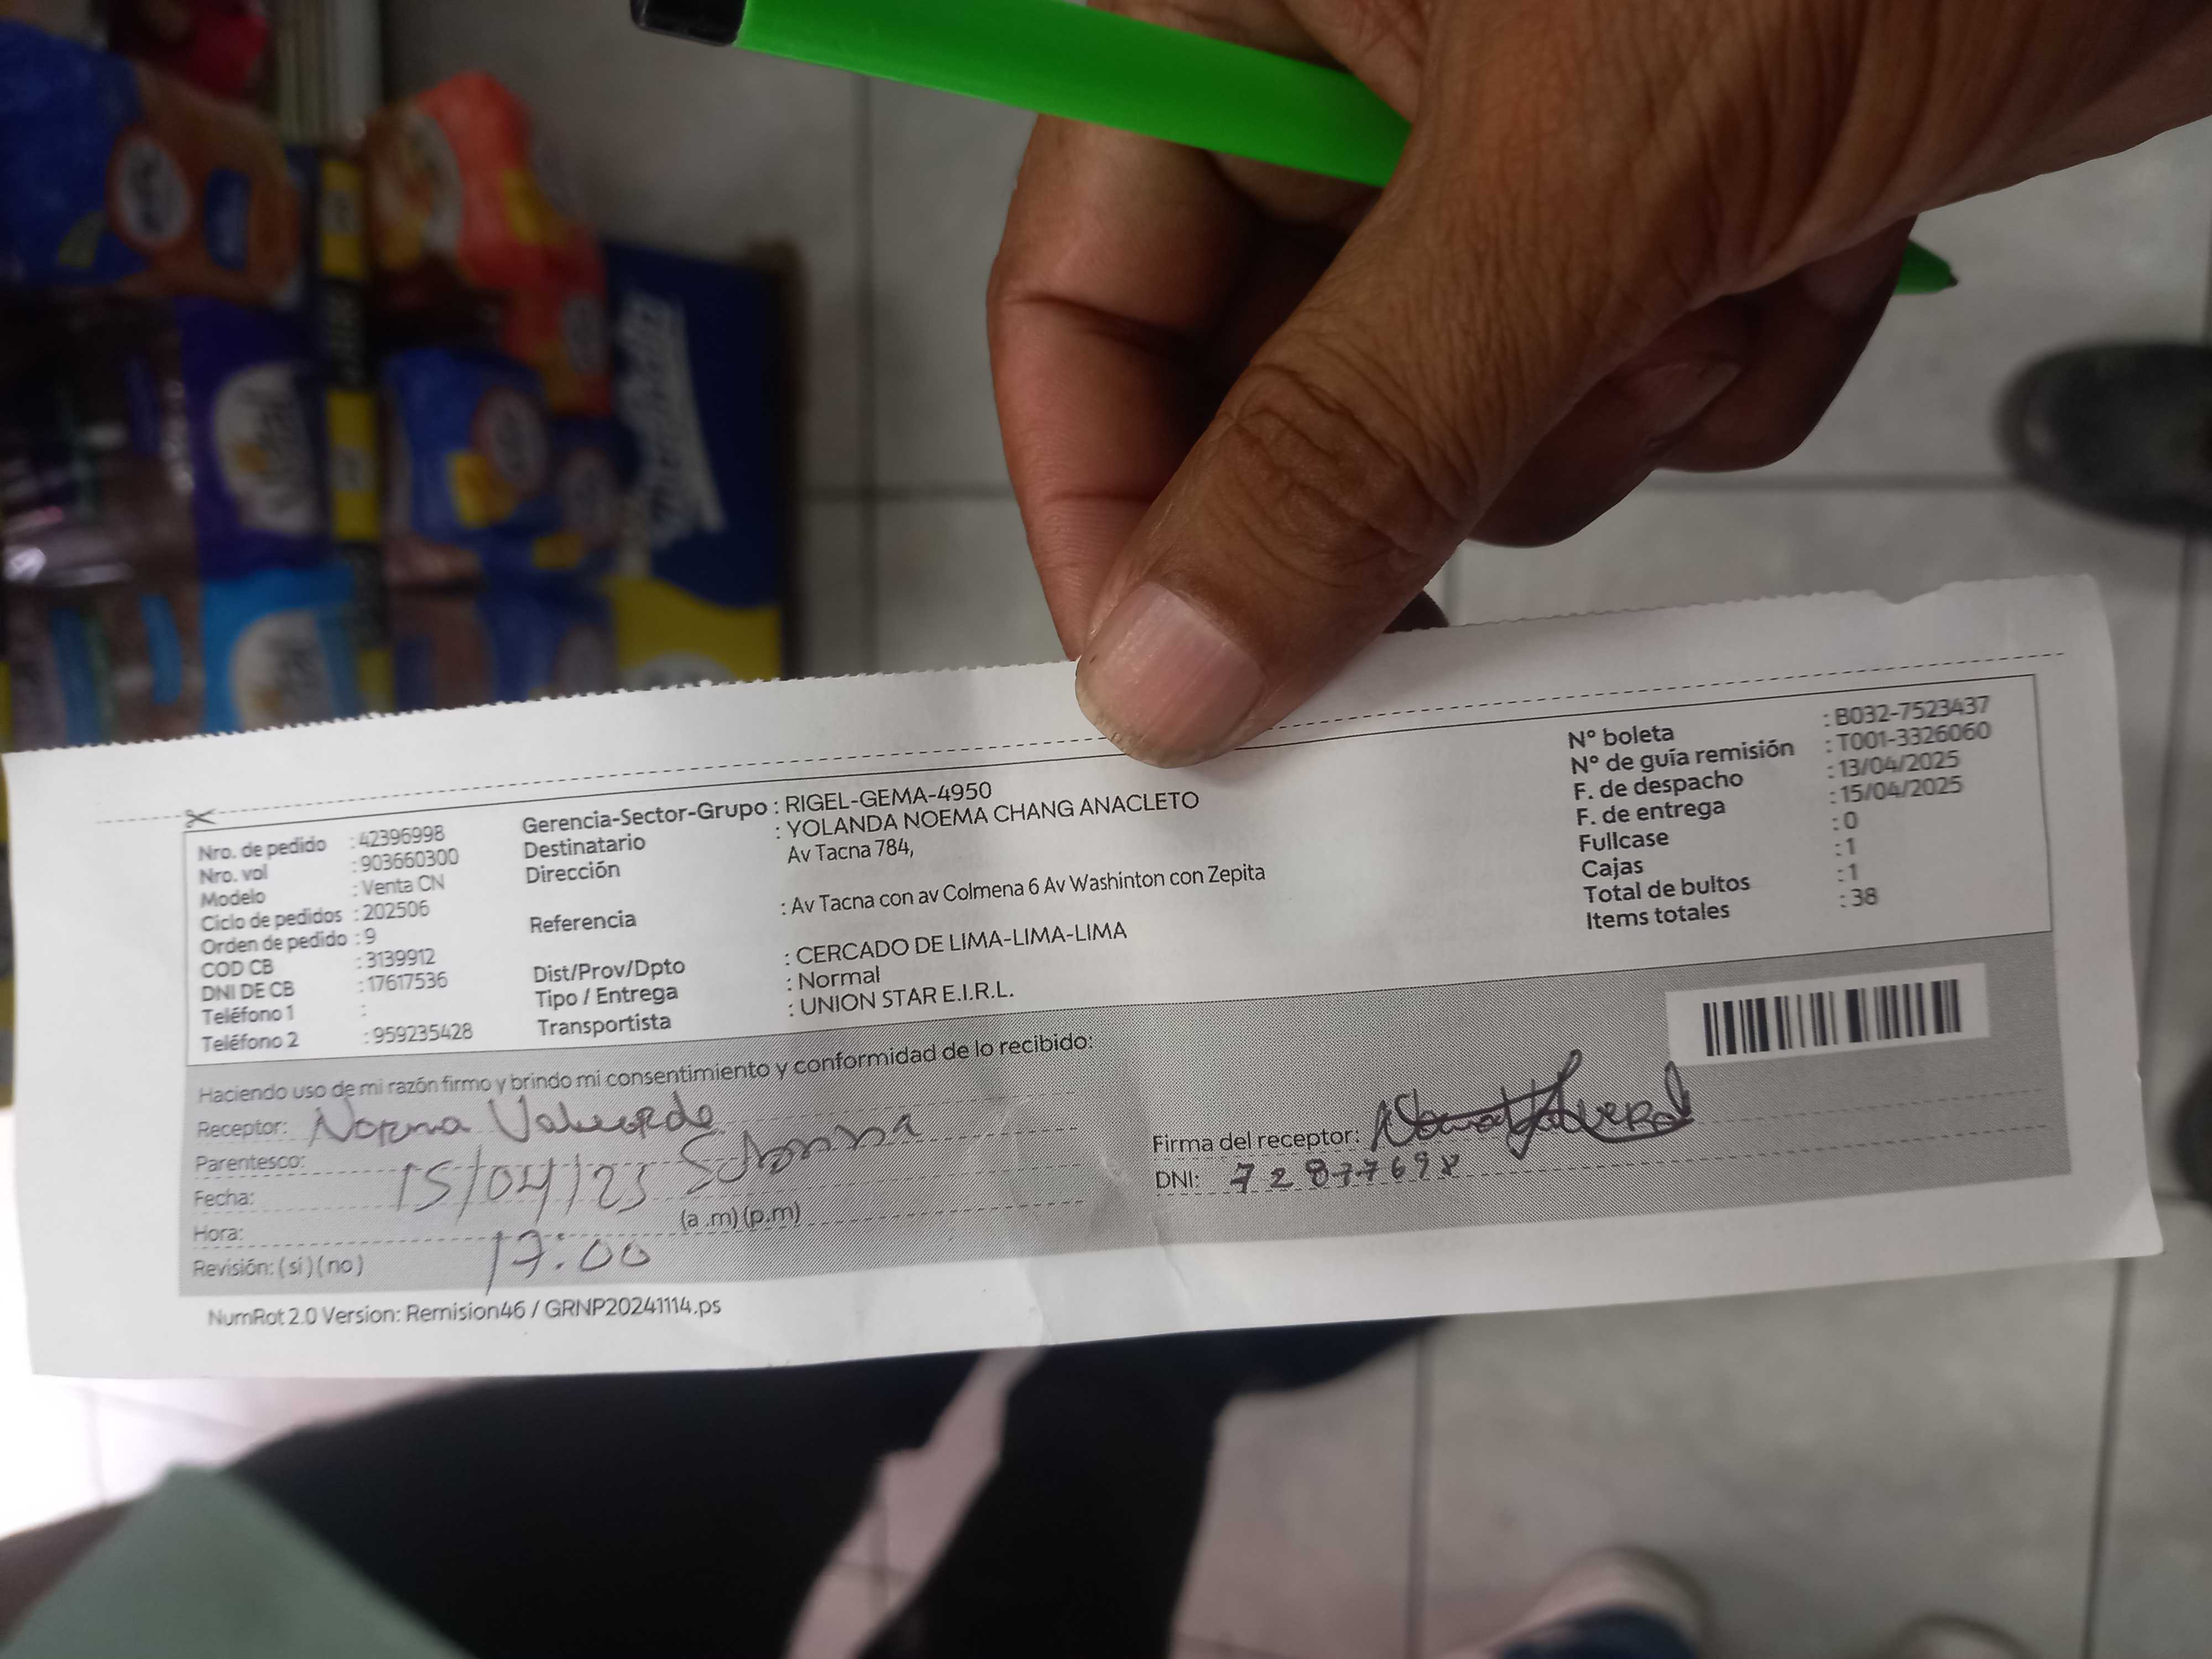 Nro. de pedido : 42396998
Nro. vol : 903660300
Modelo : Venta CN
Ciclo de pedidos : 202506
Orden de pedido : 9
COD CB : 3139912
DNI DE CB : 17617536
Teléfono 1 :
Teléfono 2 : 959235428
Gerencia-Sector-Grupo : RIGEL-GEMA-4950
Destinatario : YOLANDA NOEMA CHANG ANACLETO
Dirección Av Tacna 784,
Referencia : Av Tacna con av Colmena 6 Av Washinton con Zepita
Dist/Prov/Dpto : CERCADO DE LIMA-LIMA-LIMA
Tipo / Entrega : Normal
Transportista : UNION STAR E.I.R.L.
N° boleta : B032-7523437
N° de guía remisión : T001-3326060
F. de despacho : 13/04/2025
F. de entrega : 15/04/2025
Fullcase : 0
Cajas : 1
Total de bultos : 1
Items totales : 38
Haciendo uso de mi razón firmo y brindo mi consentimiento y conformidad de lo recibido:
Receptor: Norma Valverde
Parentesco:
Fecha: 15/04/25
Hora: (a .m) (p.m)
17:00
Revisión: ( si ) ( no )
Firma del receptor:
DNI:
NumRot 2.0 Version: Remision46 / GRNP20241114.ps